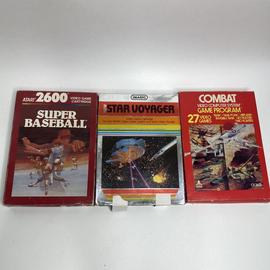 ATARI 2600 VIDEO GAME CARTRIDGE
SUPER
BASEBALL
IMAGIC
STAR VOYAGER
COMBAT
VIDEO COMPUTER SYSTEM
GAME PROGRAM
27 VIDEO GAMES
ATARI